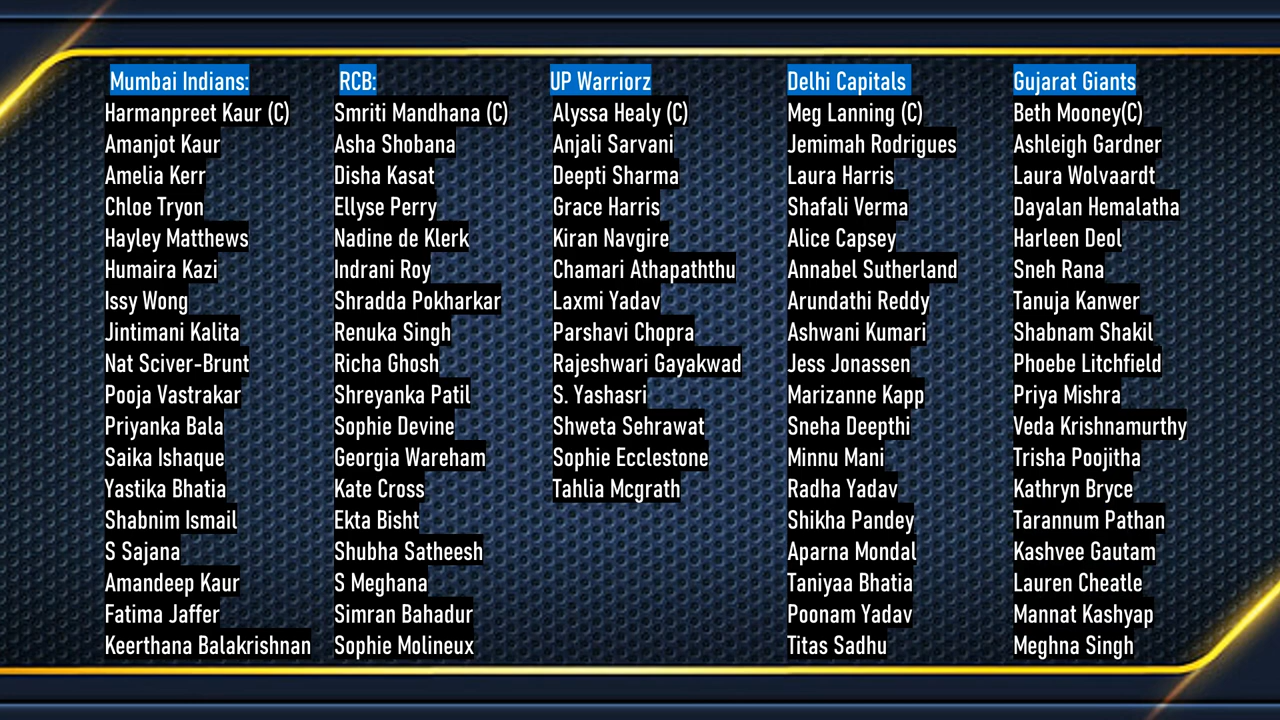 Mumbai Indians:
Harmanpreet Kaur (C)
Amanjot Kaur
Amelia Kerr
Chloe Tryon
Hayley Matthews
Humaira Kazi
Issy Wong
Jintimani Kalita
Nat Sciver-Brunt
Pooja Vastrakar
Priyanka Bala
Saika Ishaque
Yastika Bhatia
Shabnim Ismail
S Sajana
Amandeep Kaur
Fatima Jaffer
Keerthana Balakrishnan
RCB:
Smriti Mandhana (C)
Asha Shobana
Disha Kasat
Ellyse Perry
Nadine de Klerk
Indrani Roy
Shradda Pokharkar
Renuka Singh
Richa Ghosh
Shreyanka Patil
Sophie Devine
Georgia Wareham
Kate Cross
Ekta Bisht
Shubha Satheesh
S Meghana
Simran Bahadur
Sophie Molineux
UP Warriorz
Alyssa Healy (C)
Anjali Sarvani
Deepti Sharma
Grace Harris
Kiran Navgire
Chamari Athapaththu
Laxmi Yadav
Parshavi Chopra
Rajeshwari Gayakwad
S. Yashasri
Shweta Sehrawat
Sophie Ecclestone
Tahlia Mcgrath
Delhi Capitals
Meg Lanning (C)
Jemimah Rodrigues
Laura Harris
Shafali Verma
Alice Capsey
Annabel Sutherland
Arundathi Reddy
Ashwani Kumari
Jess Jonassen
Marizanne Kapp
Sneha Deepthi
Minnu Mani
Radha Yadav
Shikha Pandey
Aparna Mondal
Taniyaa Bhatia
Poonam Yadav
Titas Sadhu
Gujarat Giants
Beth Mooney(C)
Ashleigh Gardner
Laura Wolvaardt
Dayalan Hemalatha
Harleen Deol
Sneh Rana
Tanuja Kanwer
Shabnam Shakil
Phoebe Litchfield
Priya Mishra
Veda Krishnamurthy
Trisha Poojitha
Kathryn Bryce
Tarannum Pathan
Kashvee Gautam
Lauren Cheatle
Mannat Kashyap
Meghna Singh